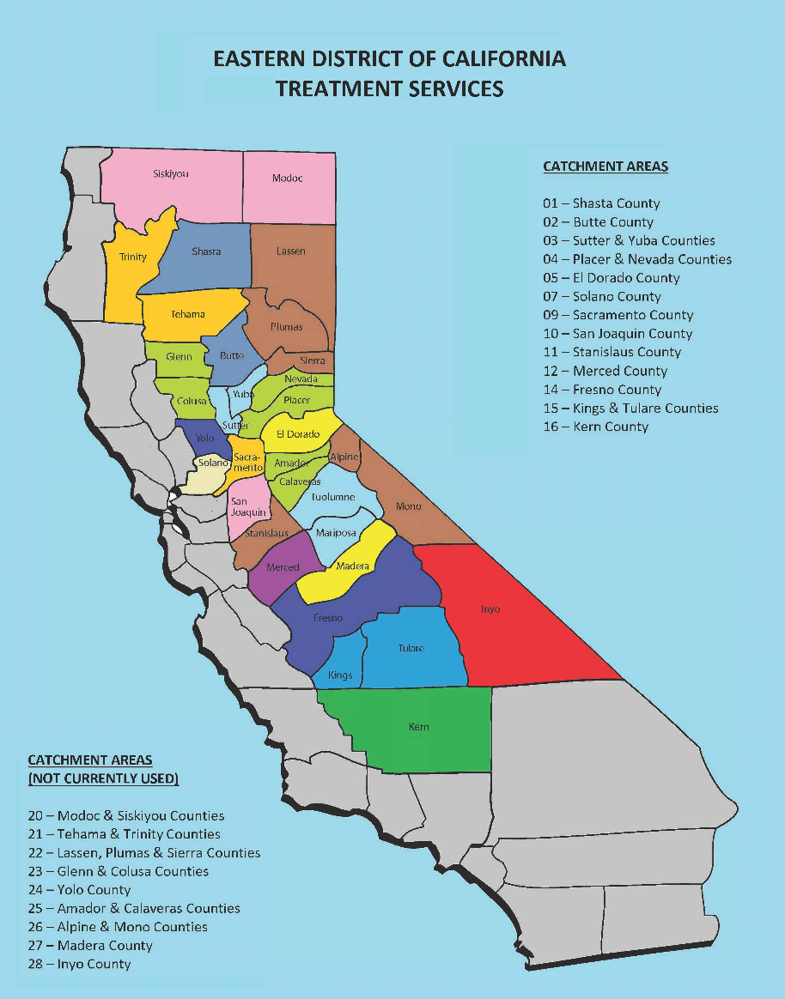 EASTERN DISTRICT OF CALIFORNIA
TREATMENT SERVICES
CATCHMENT AREAS
01 – Shasta County
02 – Butte County
03 – Sutter & Yuba Counties
04 – Placer & Nevada Counties
05 – El Dorado County
07 – Solano County
09 – Sacramento County
10 – San Joaquin County
11 – Stanislaus County
12 – Merced County
14 – Fresno County
15 – Kings & Tulare Counties
16 – Kern County
Siskiyou
Modoc
Trinity
Shasta
Lassen
Tehama
Plumas
Glenn
Butte
Sierra
Nevada
Colusa
Yuba
Placer
Sutter
Yolo
El Dorado
Solano
Sacra-
mento
Amador
Alpine
Calaveras
Tuolumne
San
Joaquin
Mono
Stanislaus
Mariposa
Merced
Madera
Fresno
Inyo
Tulare
Kings
Kern
CATCHMENT AREAS
(NOT CURRENTLY USED)
20 – Modoc & Siskiyou Counties
21 – Tehama & Trinity Counties
22 – Lassen, Plumas & Sierra Counties
23 – Glenn & Colusa Counties
24 – Yolo County
25 – Amador & Calaveras Counties
26 – Alpine & Mono Counties
27 – Madera County
28 – Inyo County